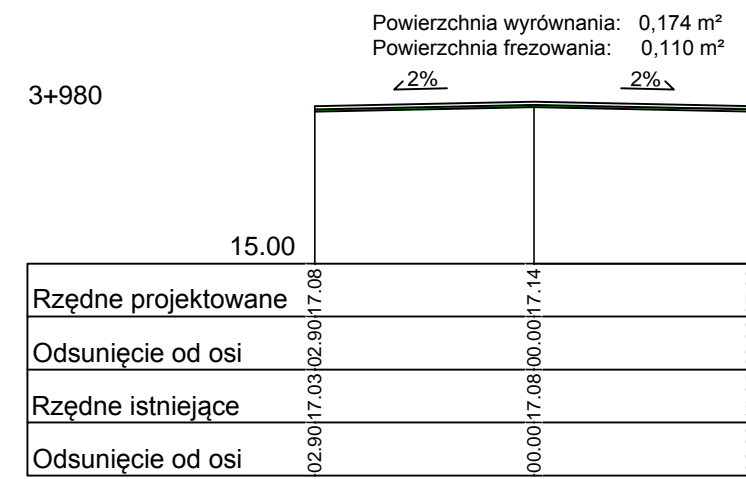 Powierzchnia wyrównania: 0,174 m²
Powierzchnia frezowania: 0,110 m²
2% 2%
3+980
15.00
Rzędne projektowane 17.08 17.14
Odsunięcie od osi 02.90 00.00
Rzędne istniejące 17.03 17.08
Odsunięcie od osi 02.90 00.00